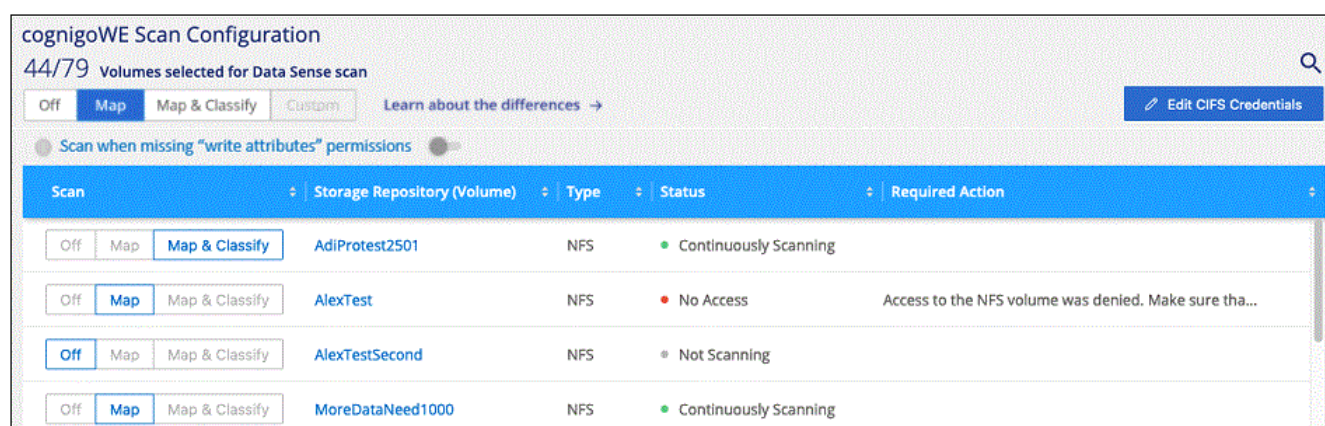 cognigoWE Scan Configuration
44/79 Volumes selected for Data Sense scan
Off Map Map & Classify Custom Learn about the differences →
Edit CIFS Credentials
Scan when missing “write attributes” permissions
Scan Storage Repository (Volume) Type Status Required Action
Off Map Map & Classify AdiProtest2501 NFS Continuously Scanning
Off Map Map & Classify AlexTest NFS No Access Access to the NFS volume was denied. Make sure tha...
Off Map Map & Classify AlexTestSecond NFS Not Scanning
Off Map Map & Classify MoreDataNeed1000 NFS Continuously Scanning